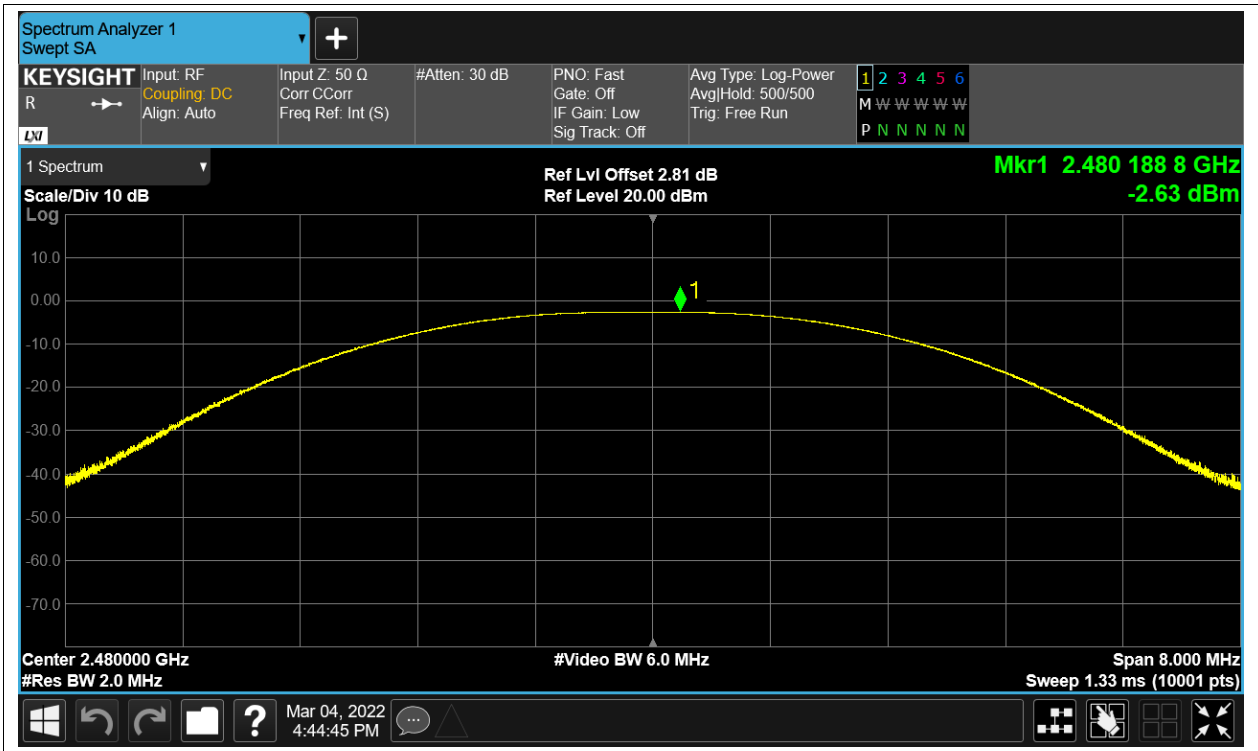 Spectrum Analyzer 1
Swept SA
KEYSIGHT
R
LXI
Input: RF
Coupling: DC
Align: Auto
Input Z: 50 Ω
Corr CCorr
Freq Ref: Int (S)
#Atten: 30 dB
PNO: Fast
Gate: Off
IF Gain: Low
Sig Track: Off
Avg Type: Log-Power
Avg|Hold: 500/500
Trig: Free Run
1 2 3 4 5 6
M W W W W W
P N N N N N
1 Spectrum
Scale/Div 10 dB
Log
Ref Lvl Offset 2.81 dB
Ref Level 20.00 dBm
Mkr1 2.480 188 8 GHz
-2.63 dBm
1
10.0
0.00
-10.0
-20.0
-30.0
-40.0
-50.0
-60.0
-70.0
Center 2.480000 GHz
#Res BW 2.0 MHz
#Video BW 6.0 MHz
Span 8.000 MHz
Sweep 1.33 ms (10001 pts)
?
Mar 04, 2022
4:44:45 PM